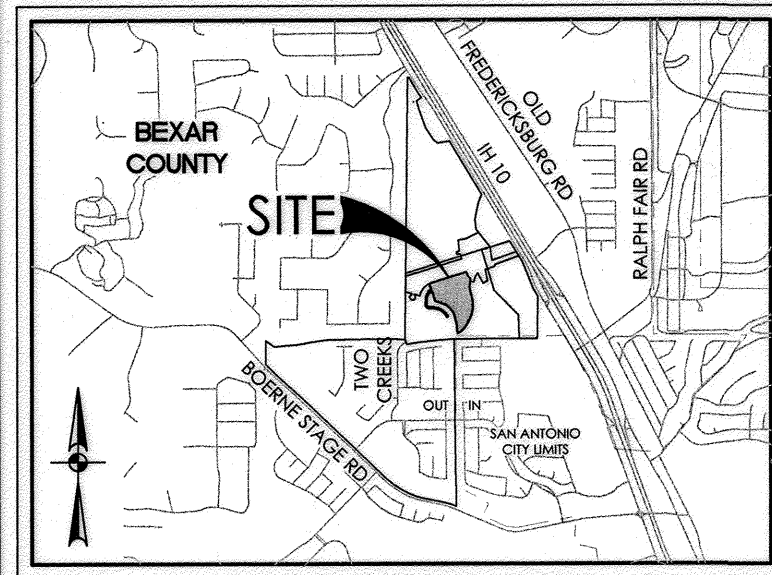 BEXAR
COUNTY
SITE
OLD
FREDERICKSBURG RD
IH 10
RALPH FAIR RD
TWO
CREEKS
BOERNE STAGE RD
OUT IN
SAN ANTONIO
CITY LIMITS